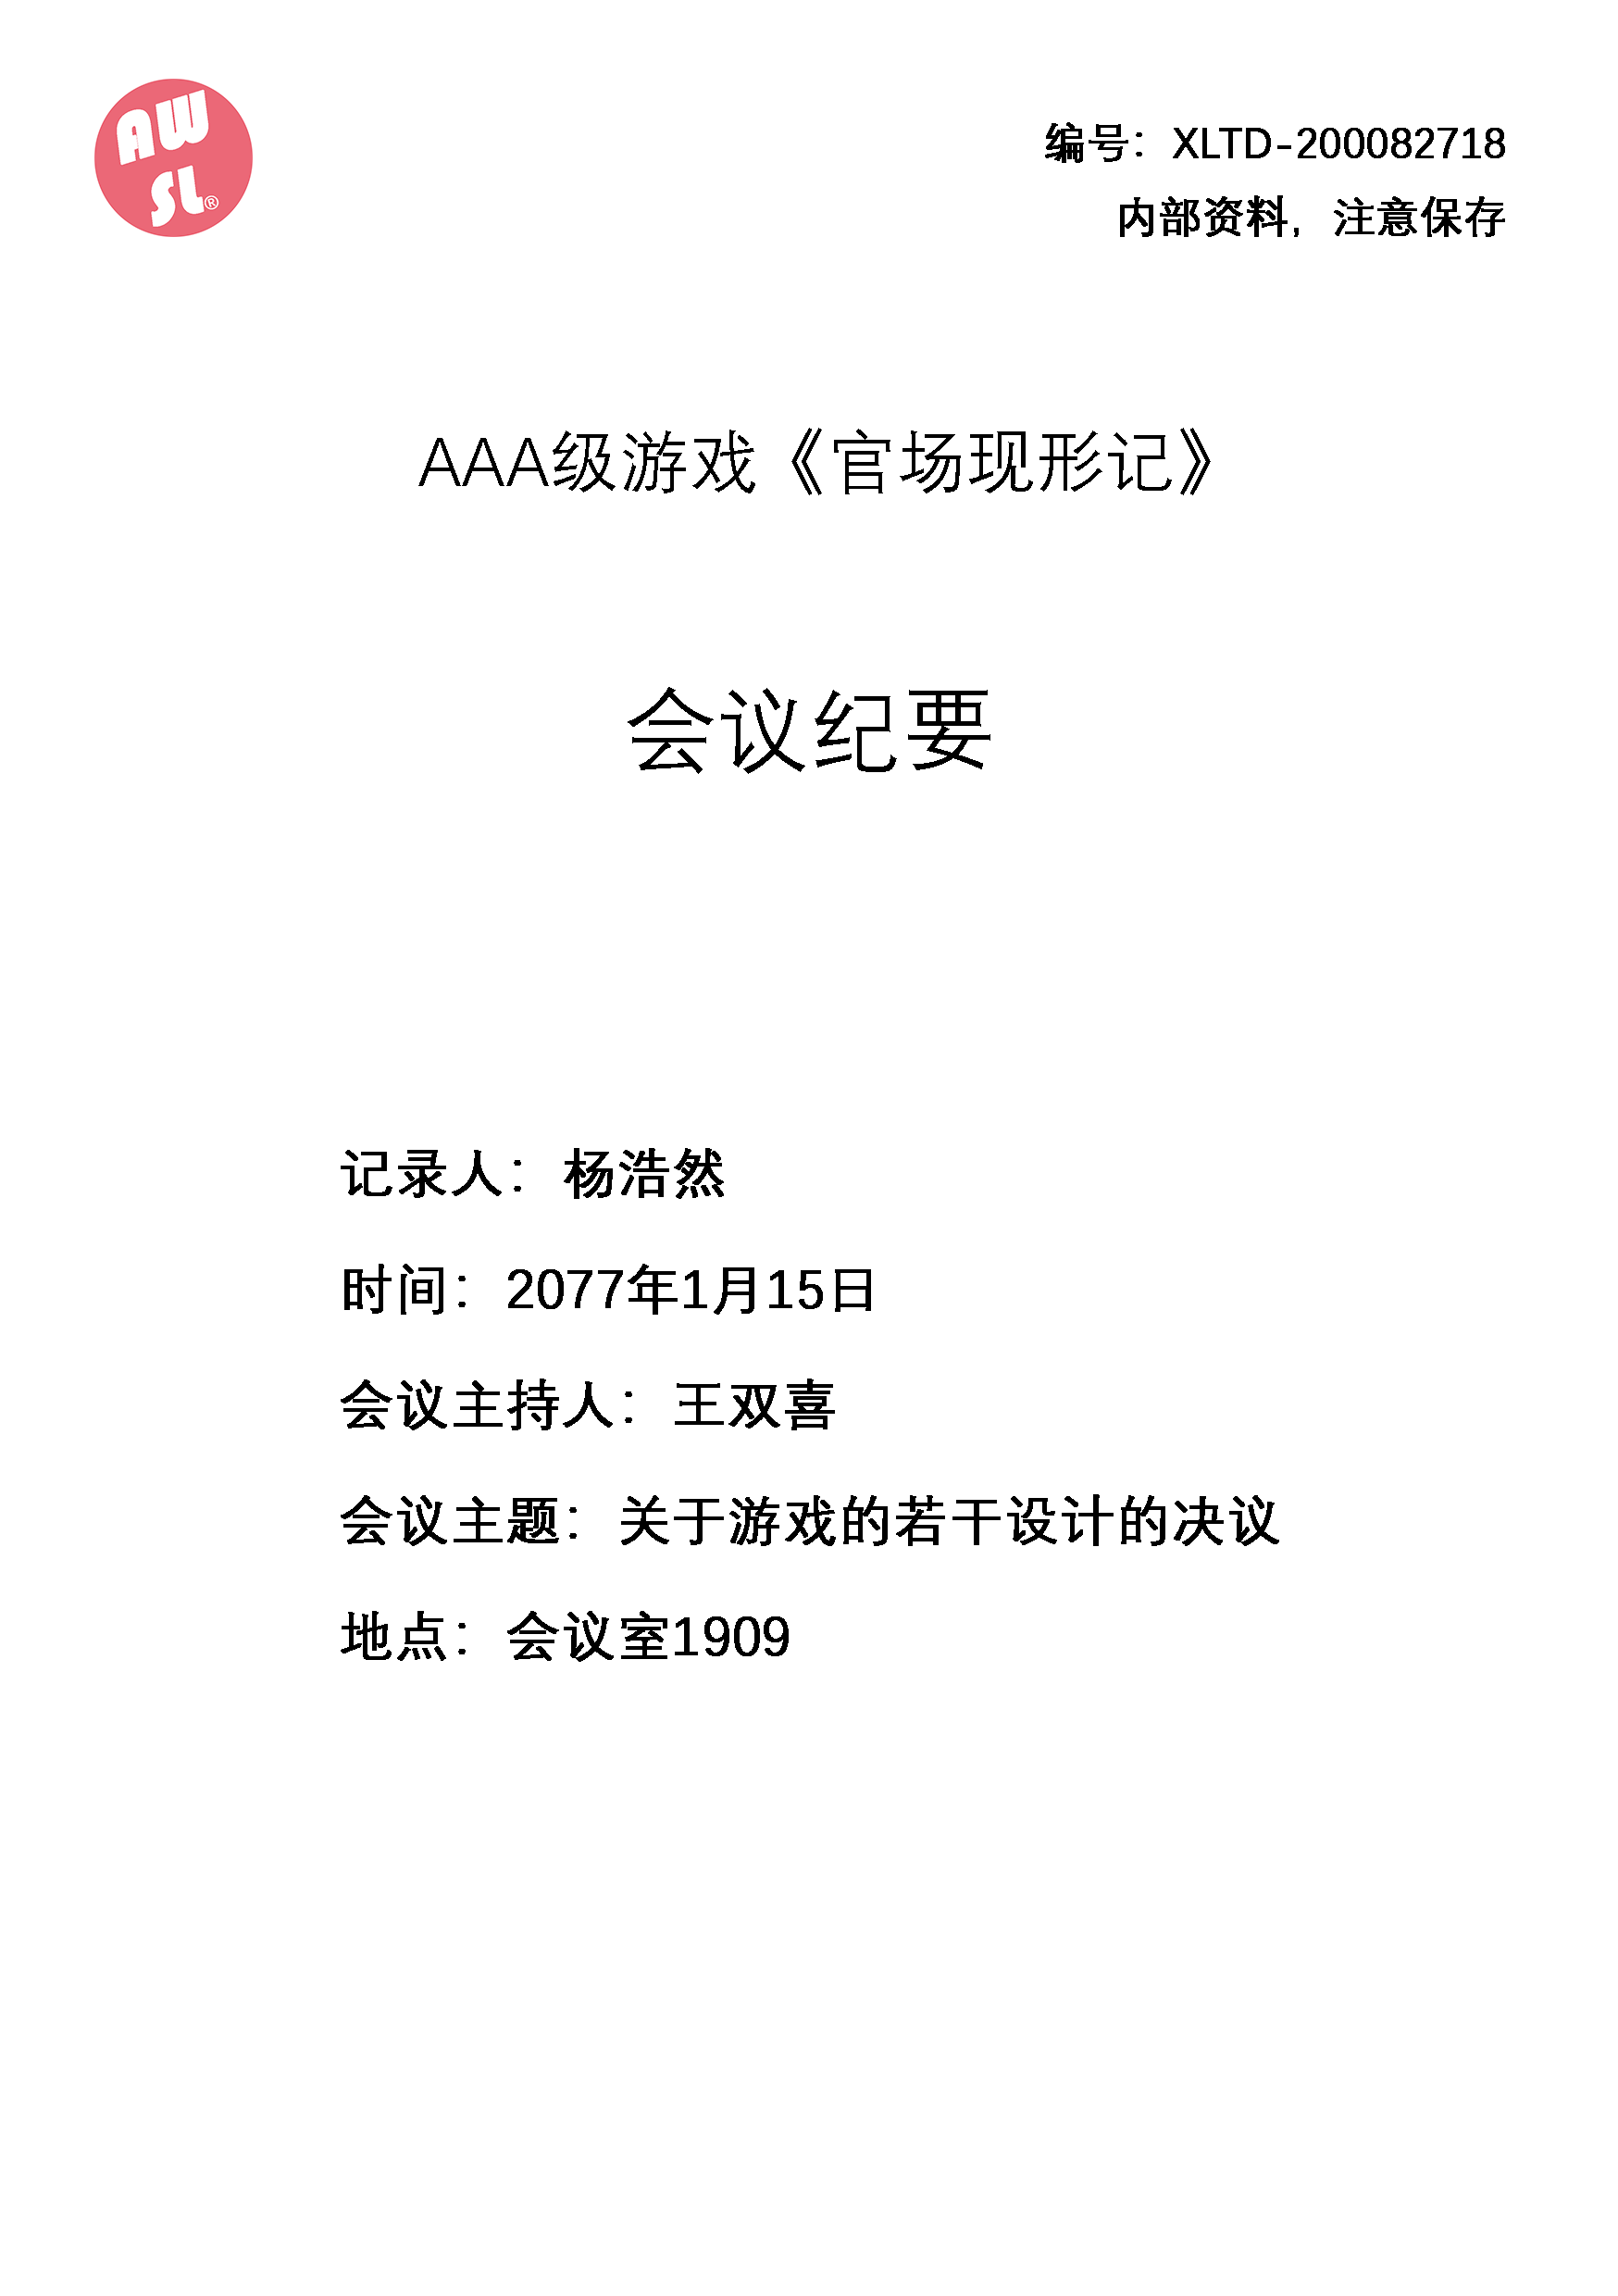 AW
SL®
编号：XLTD-200082718
内部资料，注意保存
AAA级游戏《官场现形记》
会议纪要
记录人：杨浩然
时间：2077年1月15日
会议主持人：王双喜
会议主题：关于游戏的若干设计的决议
地点：会议室1909